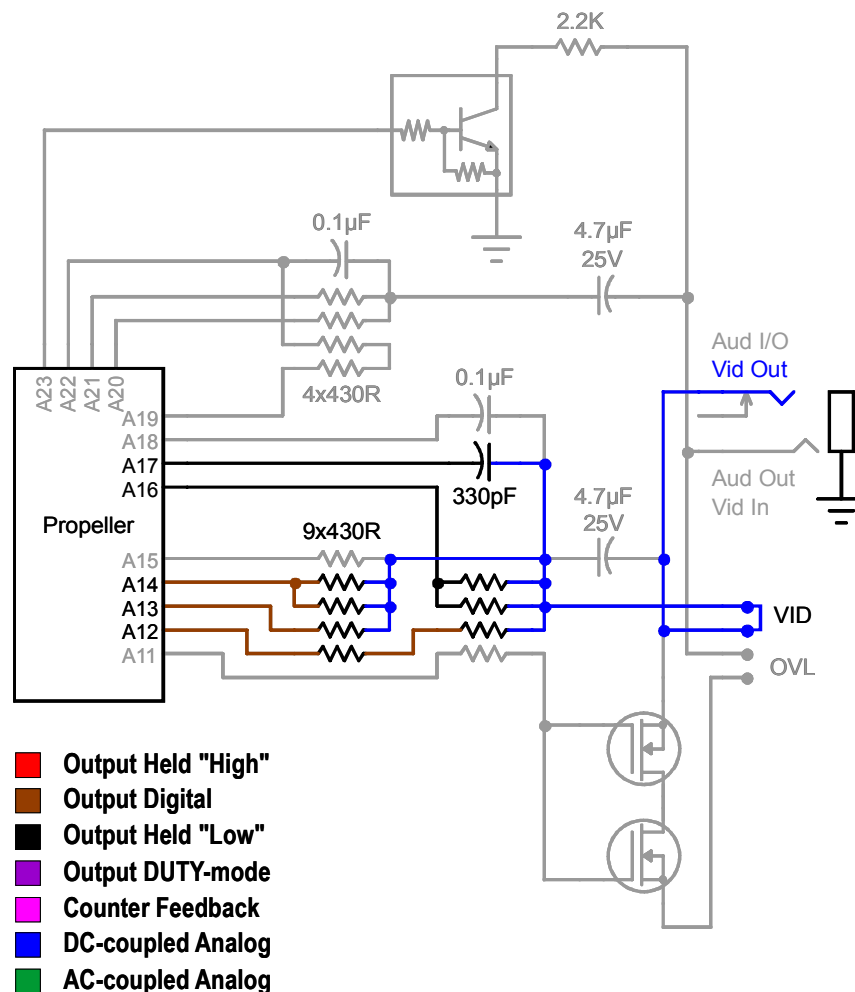 2.2K
0.1µF
4.7µF
25V
A23
A22
A21
A20
4x430R
Aud I/O
Vid Out
A19
A18
A17
A16
0.1µF
330pF
Aud Out
Vid In
Propeller
9x430R
4.7µF
25V
A15
A14
A13
A12
A11
VID
OVL
Output Held "High"
Output Digital
Output Held "Low"
Output DUTY-mode
Counter Feedback
DC-coupled Analog
AC-coupled Analog